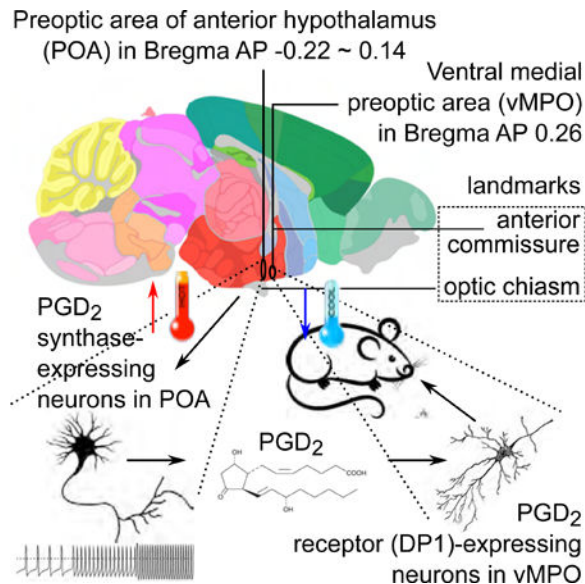 Preoptic area of anterior hypothalamus
(POA) in Bregma AP -0.22 ~ 0.14
Ventral medial
preoptic area (vMPO)
in Bregma AP 0.26
landmarks
anterior
commissure
optic chiasm
PGD2
synthase-
expressing
neurons in POA
PGD2
OH
COOH
O
OH
PGD2
receptor (DP1)-expressing
neurons in vMPO